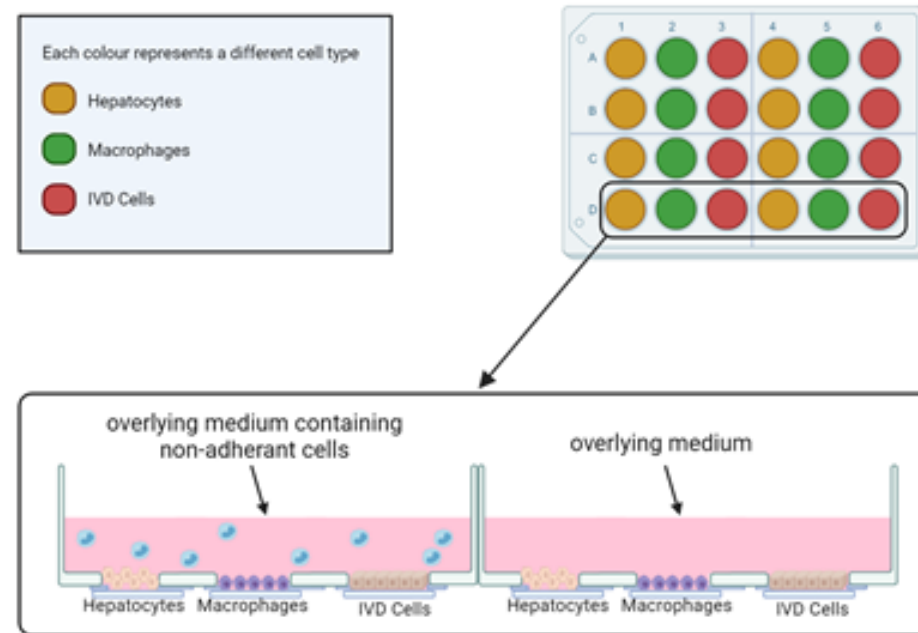 Each colour represents a different cell type
Hepatocytes
Macrophages
IVD Cells
1 2 3 4 5 6
A
B
C
D
overlying medium containing
non-adherant cells
overlying medium
Hepatocytes Macrophages IVD Cells Hepatocytes Macrophages IVD Cells